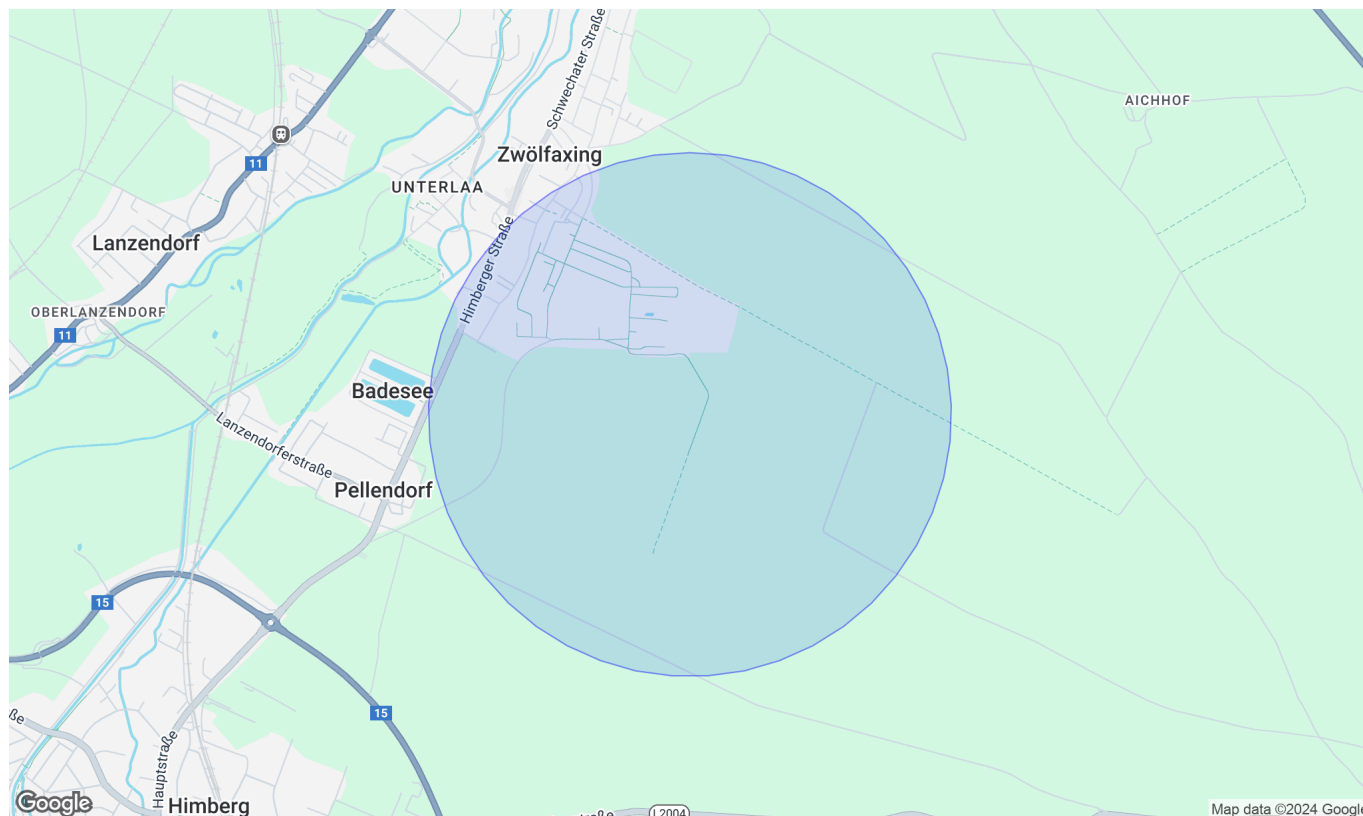 Schwechater Straße
AICHHOF
Zwölfaxing
11
UNTERLAA
Himberger Straße
Lanzendorf
OBERLANZENDORF
11
Badesee
Lanzendorferstraße
Pellendorf
15
15
Hauptstraße
Himberg
L2004
Google
Map data ©2024 Google